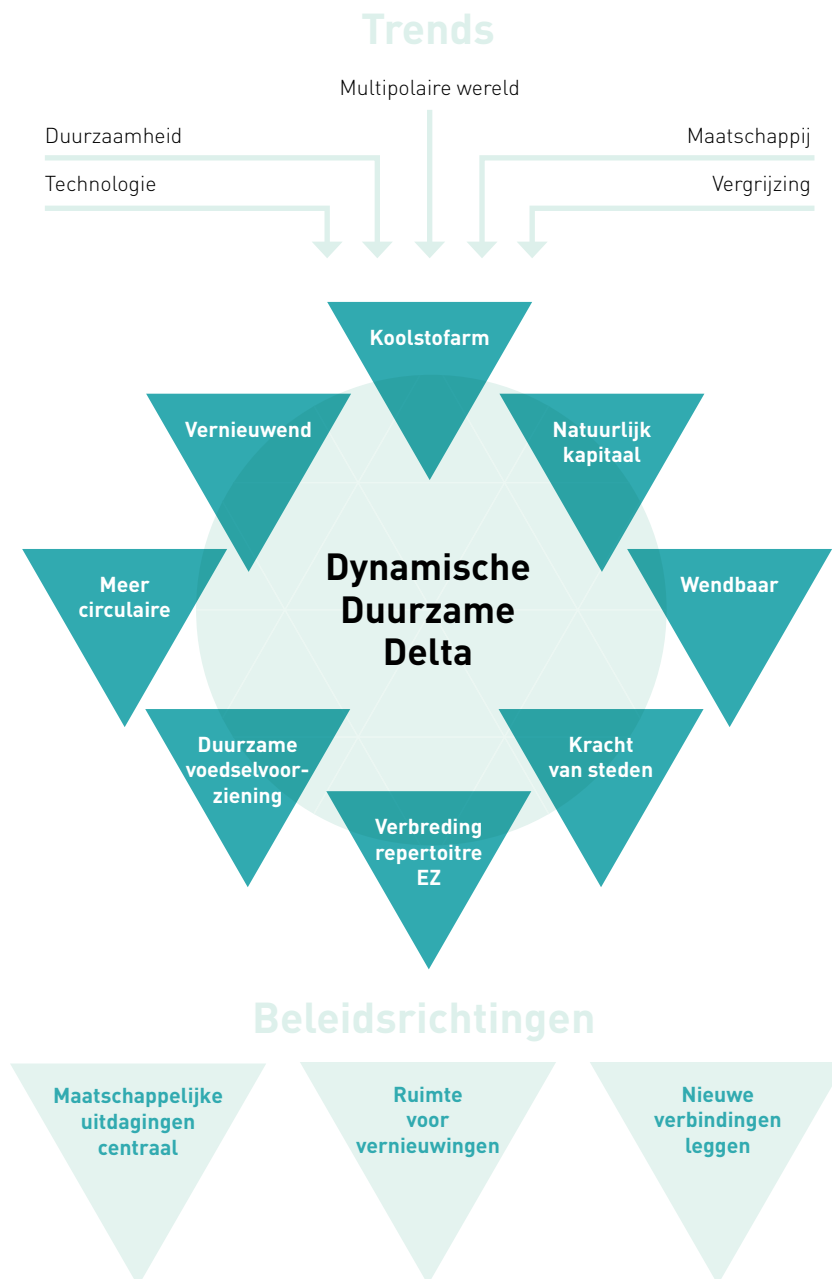 Trends
Multipolaire wereld
Duurzaamheid
Maatschappij
Technologie
Vergrijzing
Koolstofarm
Vernieuwend
Natuurlijk
kapitaal
Dynamische
Duurzame
Delta
Meer
circulaire
Wendbaar
Duurzame
voedselvoor-
ziening
Kracht
van steden
Verbreding
repertoitre
EZ
Beleidsrichtingen
Maatschappelijke
uitdagingen
centraal
Ruimte
voor
vernieuwingen
Nieuwe
verbindingen
leggen